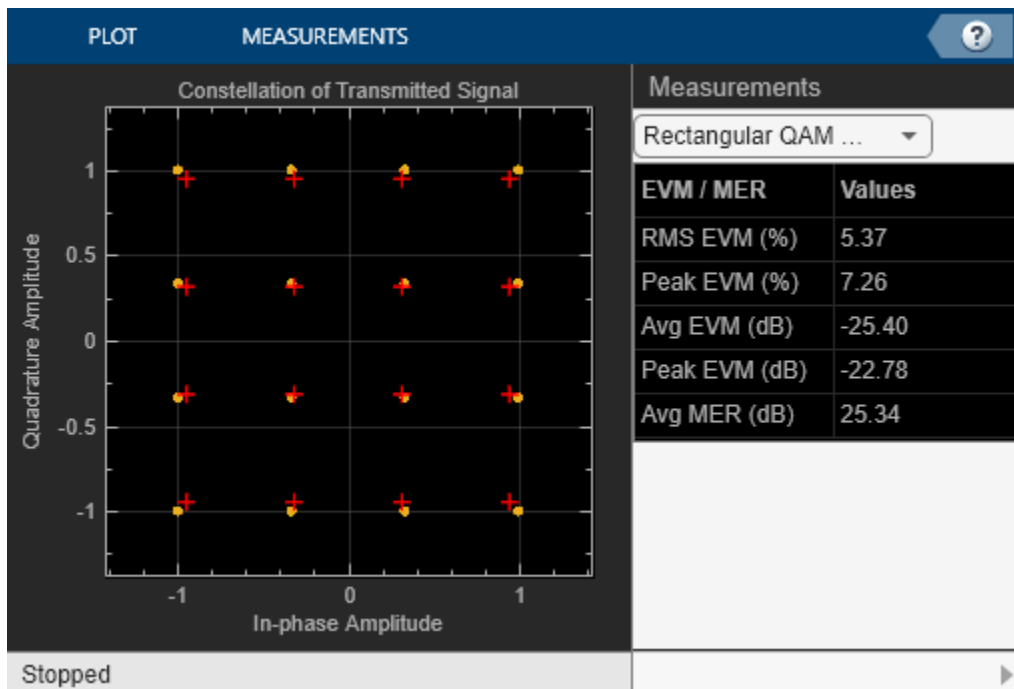 PLOT MEASUREMENTS ?
Constellation of Transmitted Signal
1
0.5
0
-0.5
-1
Quadrature Amplitude
-1 0 1
In-phase Amplitude
Stopped
Measurements
Rectangular QAM ...
EVM / MER Values
RMS EVM (%) 5.37
Peak EVM (%) 7.26
Avg EVM (dB) -25.40
Peak EVM (dB) -22.78
Avg MER (dB) 25.34